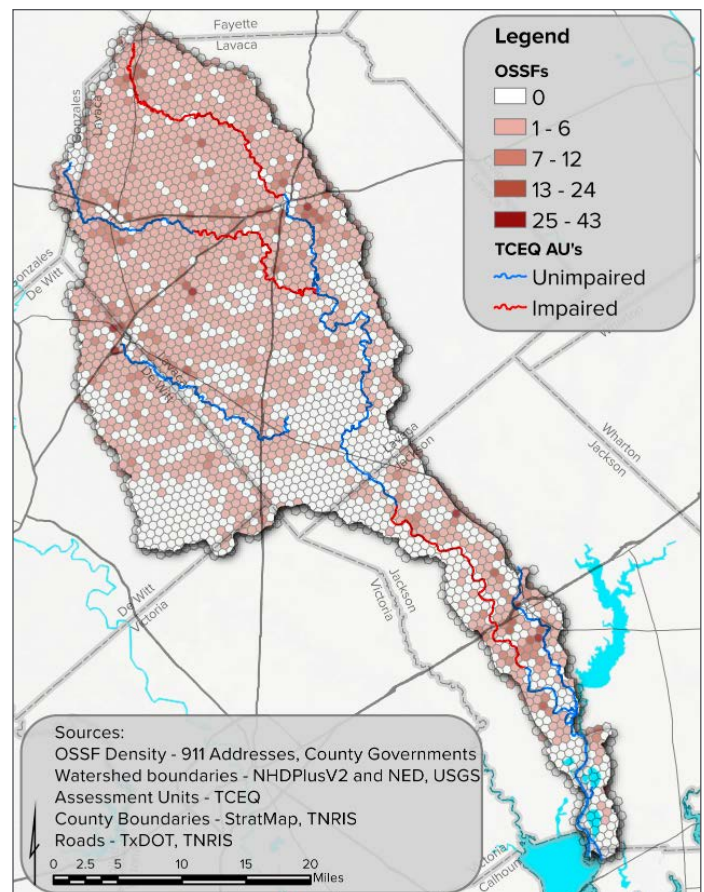 Fayette
Lavaca
Gonzales
Lavaca
Legend
OSSFs
0
1 - 6
7 - 12
13 - 24
25 - 43
TCEQ AU's
Unimpaired
Impaired
Gonzales
De Witt
Lavaca
De Witt
Lavaca
Jackson
Wharton
Jackson
De Witt
Victoria
Jackson
Victoria
Sources:
OSSF Density - 911 Addresses, County Governments
Watershed boundaries - NHDPlusV2 and NED, USGS
Assessment Units - TCEQ
County Boundaries - StratMap, TNRIS
Roads - TxDOT, TNRIS
0 2.5 5 10 15 20
Miles
Calhoun